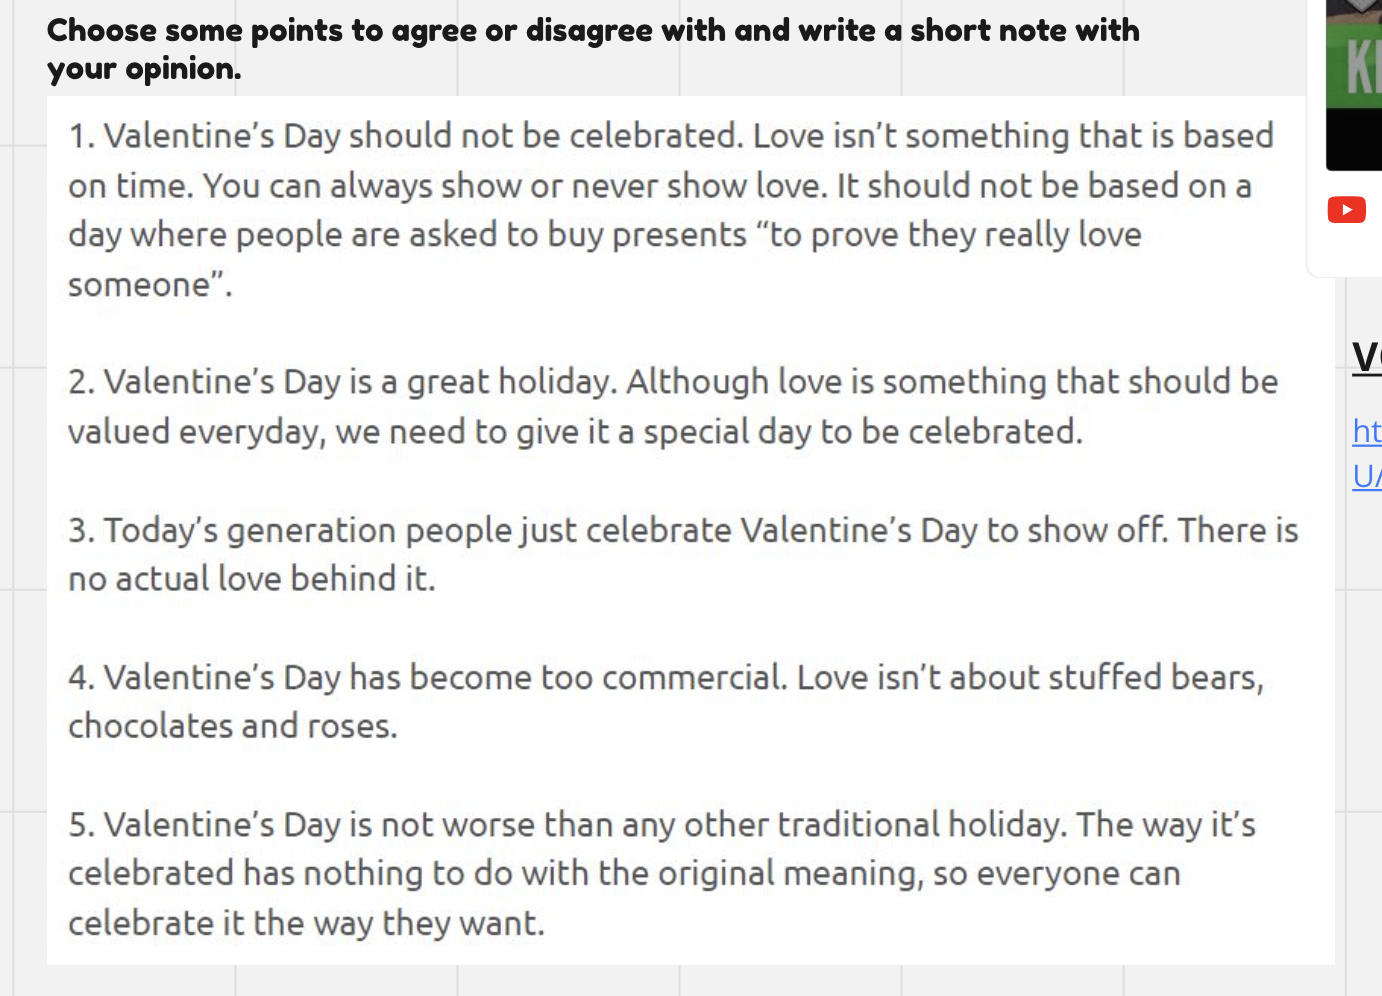 Choose some points to agree or disagree with and write a short note with
your opinion.
1. Valentine’s Day should not be celebrated. Love isn’t something that is based
on time. You can always show or never show love. It should not be based on a
day where people are asked to buy presents “to prove they really love
someone”.
2. Valentine’s Day is a great holiday. Although love is something that should be
valued everyday, we need to give it a special day to be celebrated.
3. Today’s generation people just celebrate Valentine’s Day to show off. There is
no actual love behind it.
4. Valentine’s Day has become too commercial. Love isn’t about stuffed bears,
chocolates and roses.
5. Valentine’s Day is not worse than any other traditional holiday. The way it’s
celebrated has nothing to do with the original meaning, so everyone can
celebrate it the way they want.
ht
U/